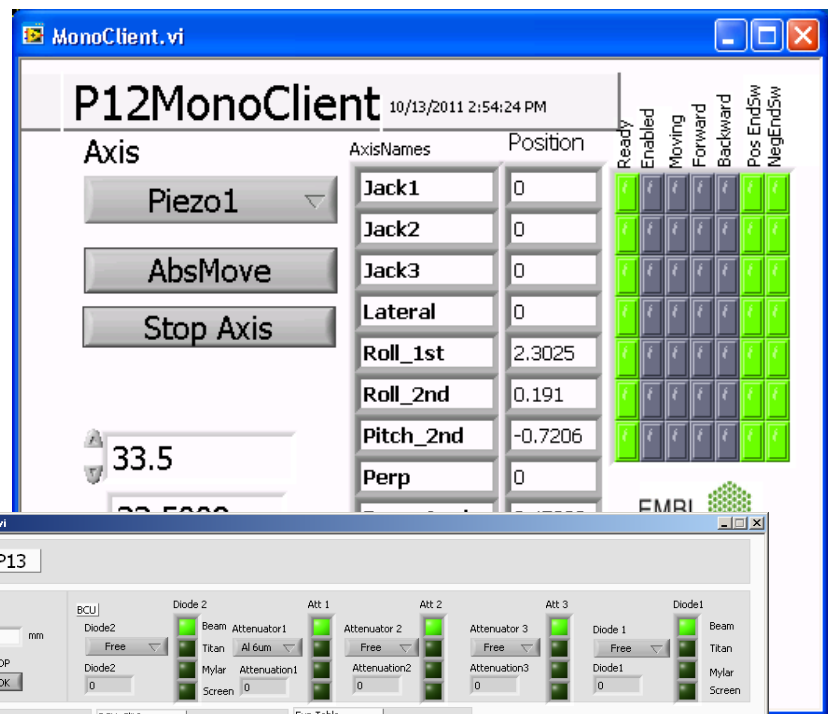 MonoClient.vi
P12MonoClient 10/13/2011 2:54:24 PM
Axis
AxisNames Position
Ready
Enabled
Moving
Forward
Backward
Pos EndSw
NegEndSw
Piezo1
AbsMove
Stop Axis
33.5
Jack1 0
Jack2 0
Jack3 0
Lateral 0
Roll_1st 2.3025
Roll_2nd 0.191
Pitch_2nd -0.7206
Perp 0
EMBL
vi
P13
mm
BCU
Diode2
Free
Diode2
0
Diode 2
Beam
Titan
Mylar
Screen
Attenuator1
Al 6um
Attenuation1
0
Att 1
Attenuator 2
Free
Attenuation2
0
Att 2
Attenuator 3
Free
Attenuation3
0
Att 3
Diode 1
Free
Diode1
0
Diode1
Beam
Titan
Mylar
Screen